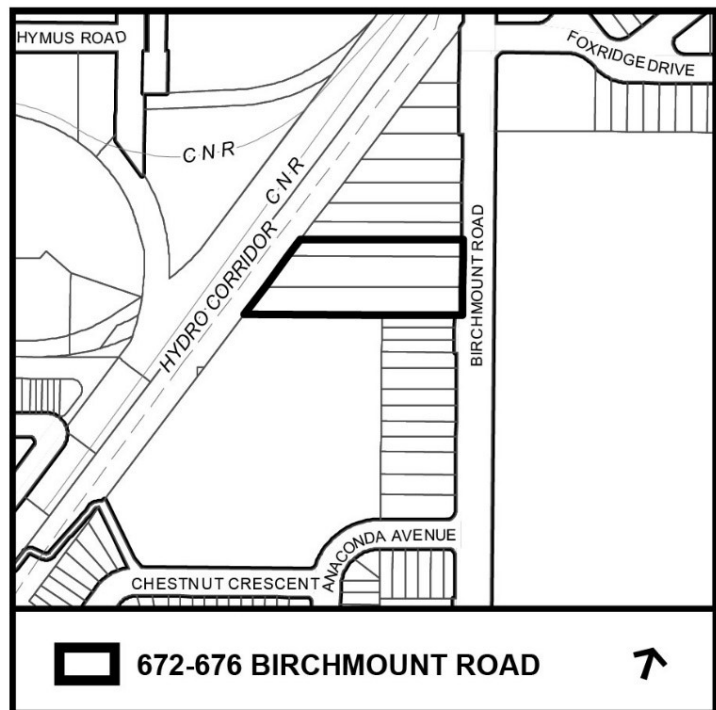 HYMUS ROAD
FOXRIDGE DRIVE
C N R
C N R
HYDRO CORRIDOR
BIRCHMOUNT ROAD
ANACONDA AVENUE
CHESTNUT CRESCENT
672-676 BIRCHMOUNT ROAD